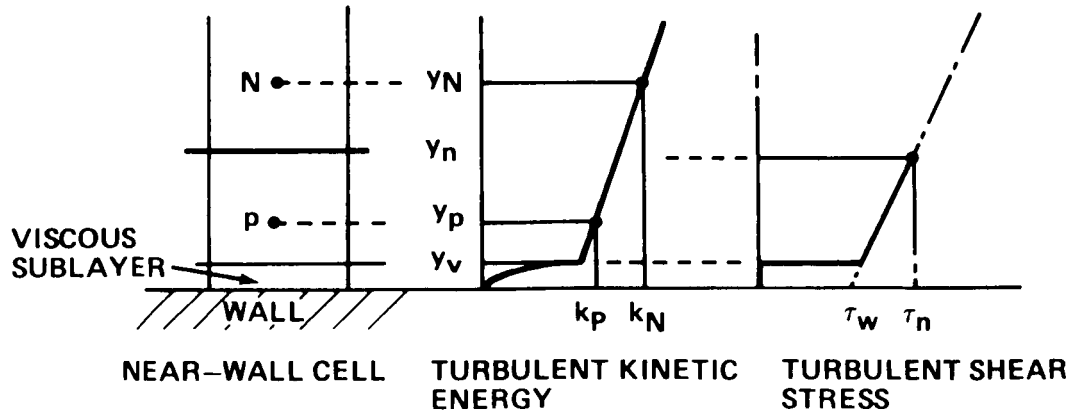 N
y_N
y_n
p
y_p
VISCOUS
SUBLAYER
y_v
WALL
k_P
k_N
τ_w
τ_n
NEAR–WALL CELL
TURBULENT KINETIC
ENERGY
TURBULENT SHEAR
STRESS